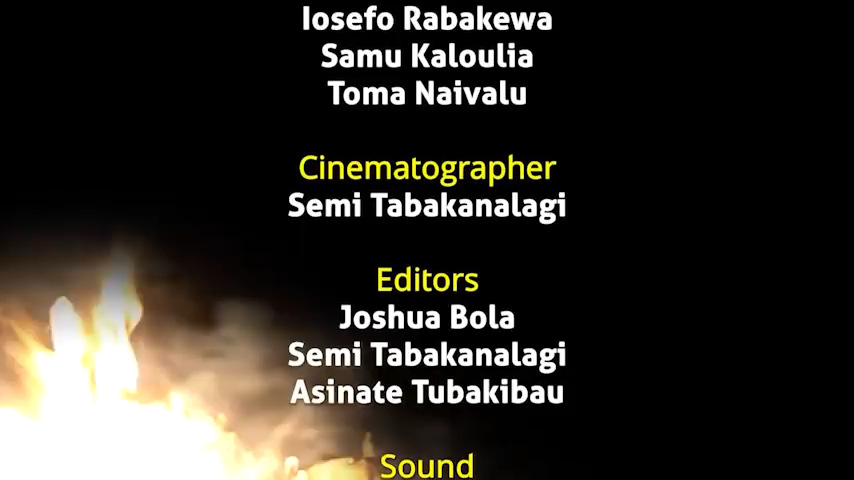 Iosefo Rabakewa
Samu Kaloulia
Toma Naivalu
Cinematographer
Semi Tabakanalagi
Editors
Joshua Bola
Semi Tabakanalagi
Asinate Tubakibau
Sound